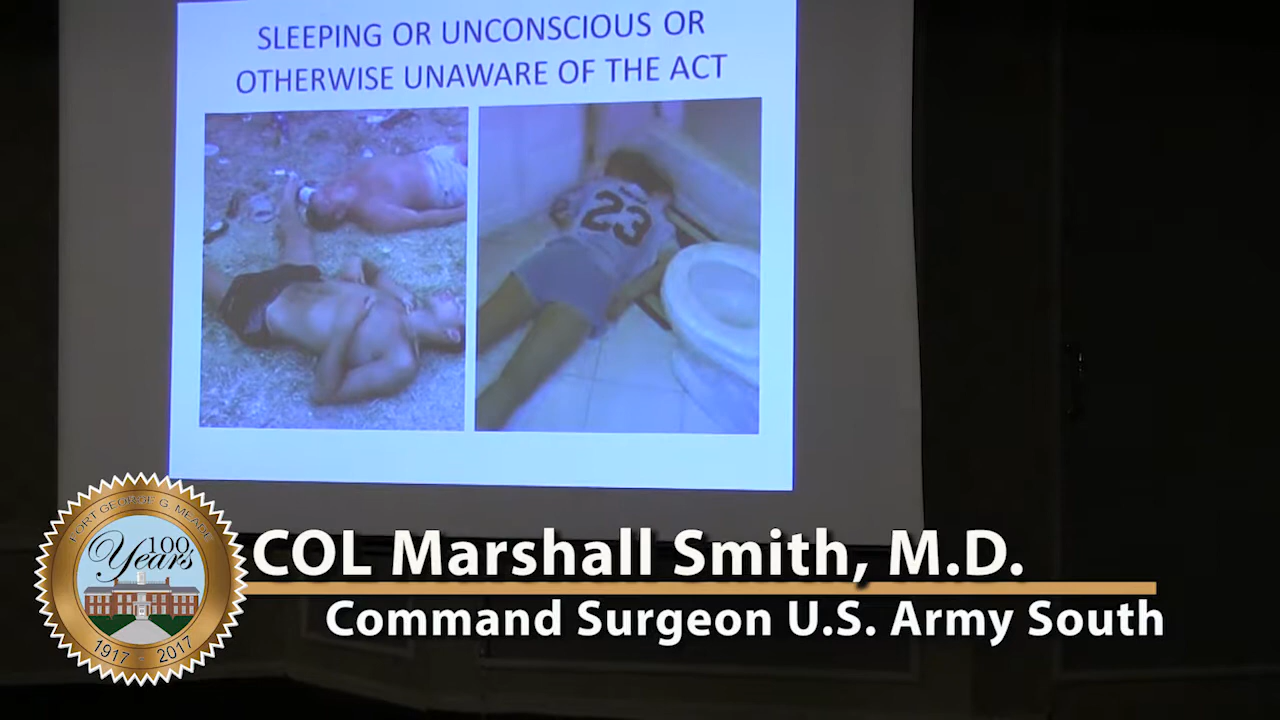 SLEEPING OR UNCONSCIOUS OR
OTHERWISE UNAWARE OF THE ACT
23
FORT GEORGE G. MEADE
100
Years
1917 - 2017
COL Marshall Smith, M.D.
Command Surgeon U.S. Army South